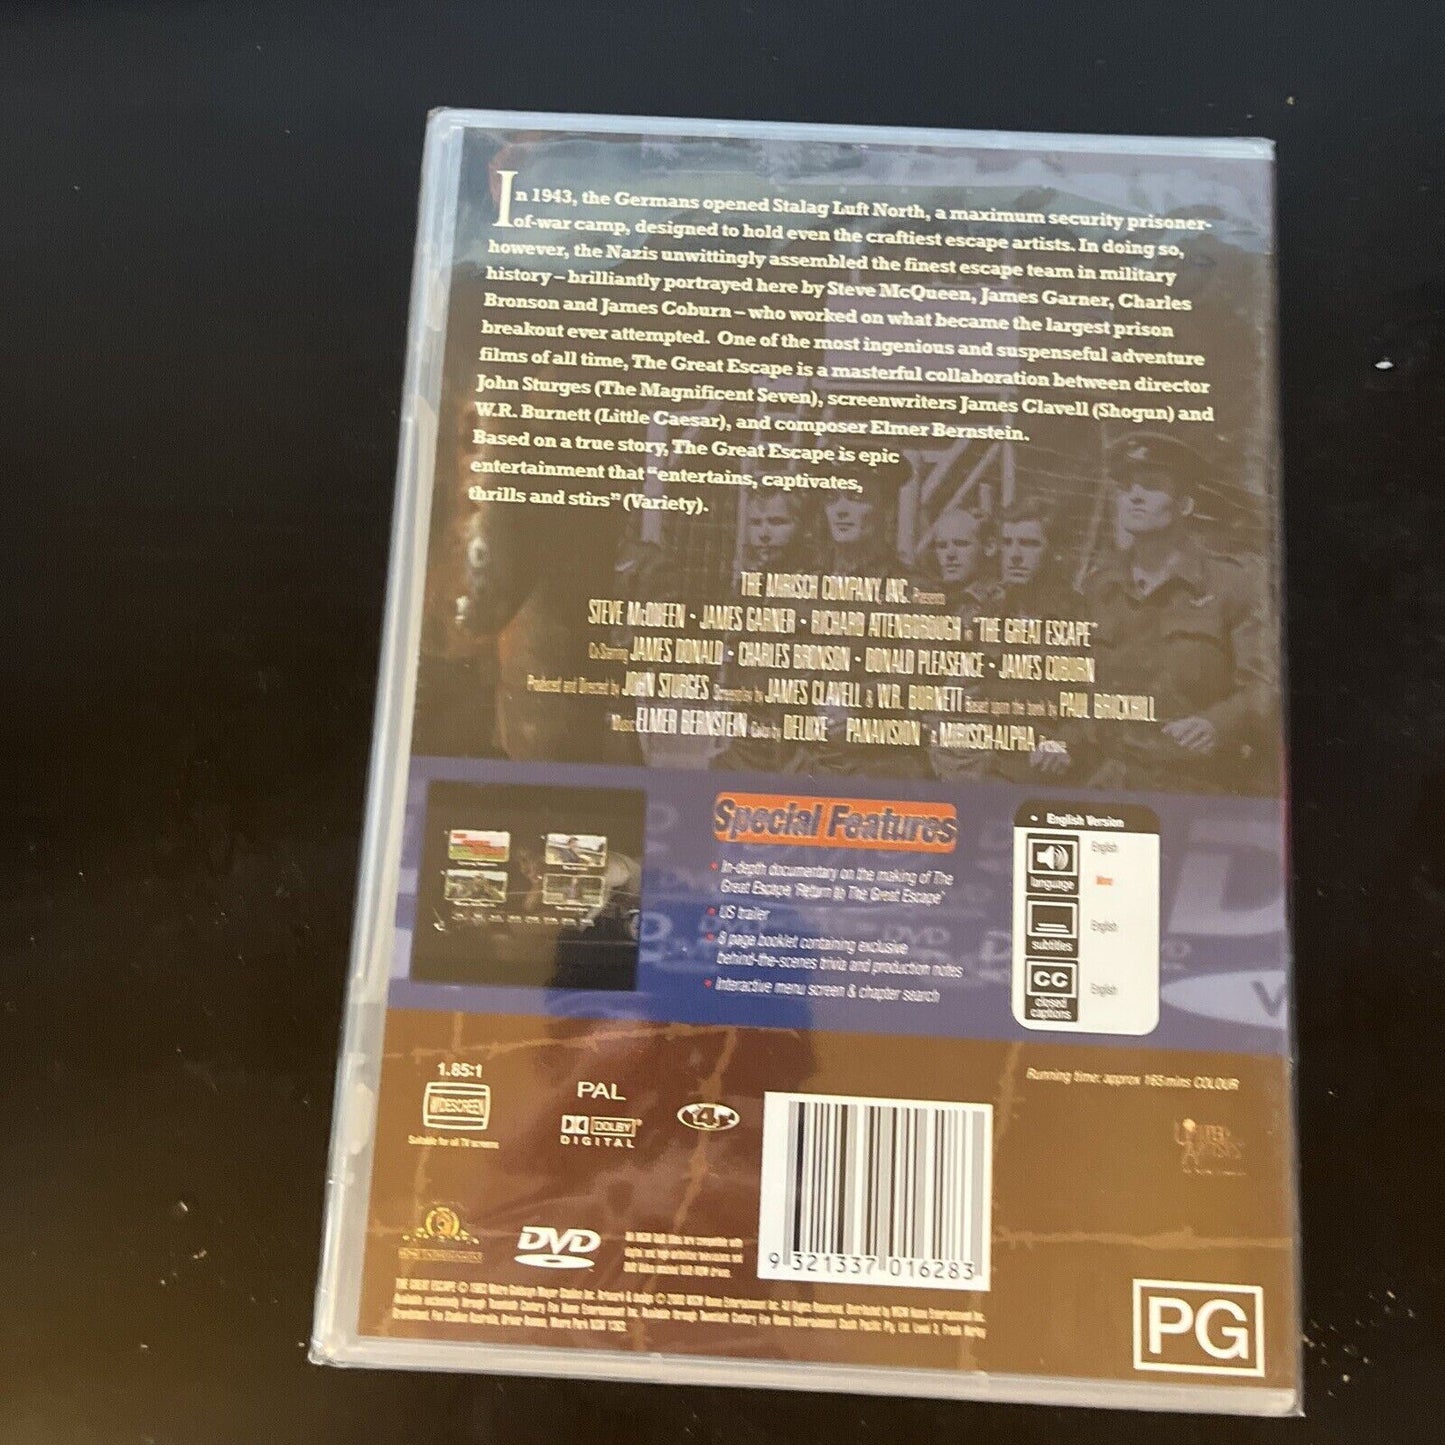 In 1943, the Germans opened Stalag Luft North, a maximum security prisoner-
of-war camp, designed to hold even the craftiest escape artists. In doing so,
however, the Nazis unwittingly assembled the finest escape team in military
history – brilliantly portrayed here by Steve McQueen, James Garner, Charles
Bronson and James Coburn – who worked on what became the largest prison
breakout ever attempted. One of the most ingenious and suspenseful adventure
films of all time, The Great Escape is a masterful collaboration between director
John Sturges (The Magnificent Seven), screenwriters James Clavell (Shogun) and
W.R. Burnett (Little Caesar), and composer Elmer Bernstein.
Based on a true story, The Great Escape is epic
entertainment that “entertains, captivates,
thrills and stirs” (Variety).
THE MIRISCH COMPANY, INC. Presents
STEVE McQUEEN · JAMES GARNER · RICHARD ATTENBOROUGH in "THE GREAT ESCAPE"
Co-Starring JAMES DONALD · CHARLES BRONSON · DONALD PLEASENCE · JAMES COBURN
Produced and Directed by JOHN STURGES Screenplay by JAMES CLAVELL & W.R. BURNETT Based upon the book by PAUL BRICKHILL
Music ELMER BERNSTEIN Color by DELUXE PANAVISION® A MIRISCH-ALPHA Picture
Special Features
• In-depth documentary on the making of The
Great Escape 'Return to The Great Escape'
• US trailer
• 8 page booklet containing exclusive
behind-the-scenes trivia and production notes
• Interactive menu screen & chapter search
• English Version
language English
Mono
subtitles English
CC
closed
captions English
Running time: approx 165 mins COLOUR
1.85:1
WIDESCREEN
Suitable for all TV screens
PAL
DOLBY
DIGITAL
4
UNITED
ARTISTS
DVD
9 321337 016283
PG